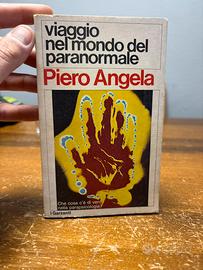 viaggio
nel mondo del
paranormale
Piero Angela
Che cosa c'è di vero
nella parapsicologia
i Garzanti